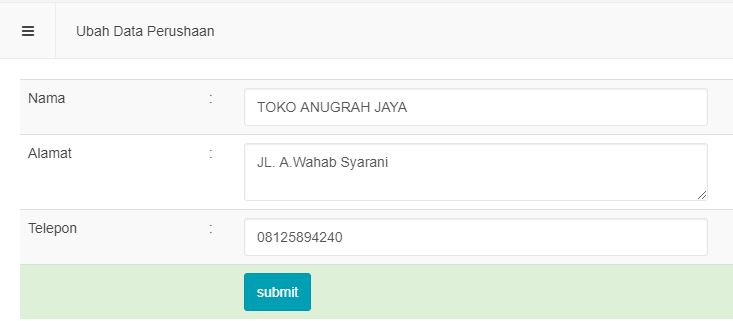 Ubah Data Perushaan
Nama : TOKO ANUGRAH JAYA
Alamat : JL. A.Wahab Syarani
Telepon : 08125894240
submit